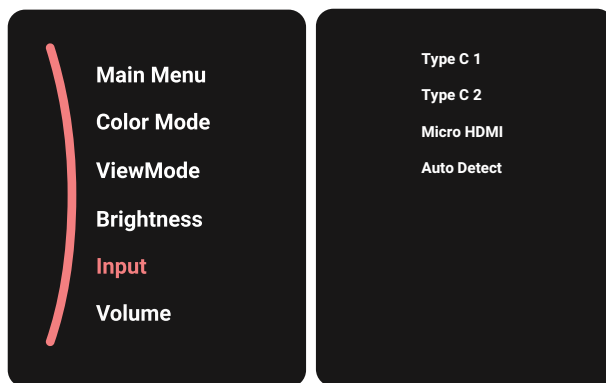 Main Menu
Color Mode
ViewMode
Brightness
Input
Volume
Type C 1
Type C 2
Micro HDMI
Auto Detect